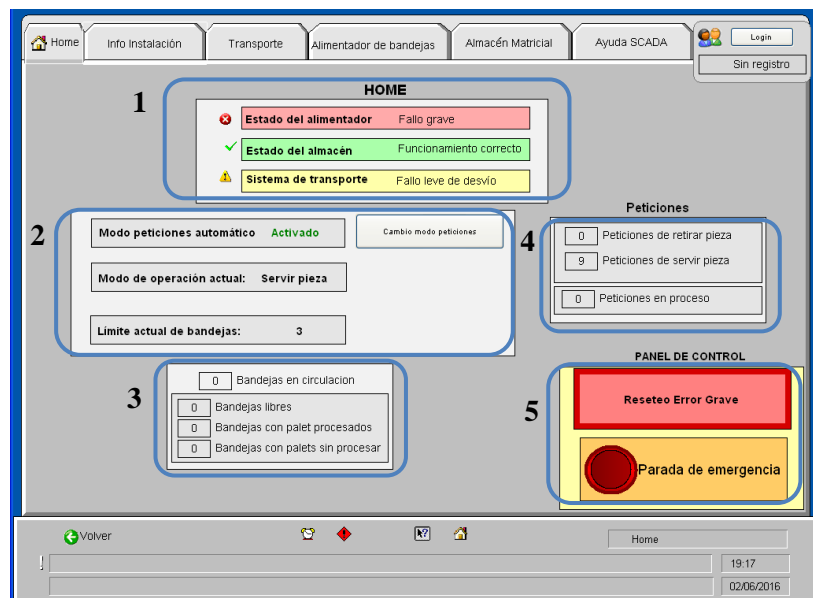 Home
Info Instalación
Transporte
Alimentador de bandejas
Almacén Matricial
Ayuda SCADA
Login
Sin registro
1
HOME
Estado del alimentador Fallo grave
Estado del almacén Funcionamiento correcto
Sistema de transporte Fallo leve de desvío
2
Modo peticiones automático Activado
Cambio modo peticiones
Modo de operación actual: Servir pieza
Límite actual de bandejas: 3
Peticiones
4
0 Peticiones de retirar pieza
9 Peticiones de servir pieza
0 Peticiones en proceso
3
0 Bandejas en circulacion
0 Bandejas libres
0 Bandejas con palet procesados
0 Bandejas con palets sin procesar
PANEL DE CONTROL
5
Reseteo Error Grave
Parada de emergencia
Volver
Home
19:17
02/06/2016